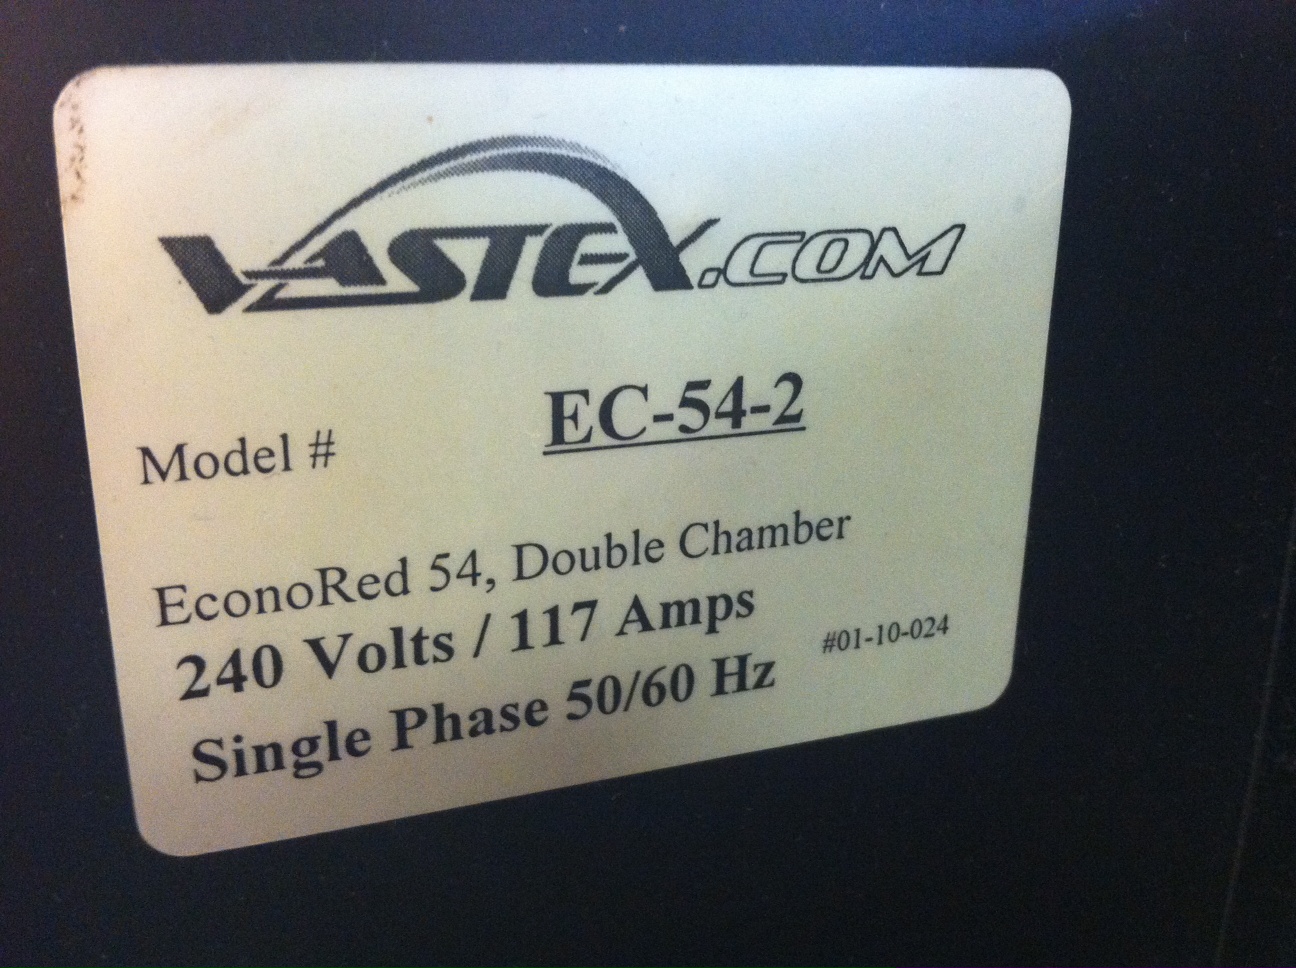 VASTEX.COM
Model # EC-54-2
EconoRed 54, Double Chamber
240 Volts / 117 Amps
#01-10-024
Single Phase 50/60 Hz